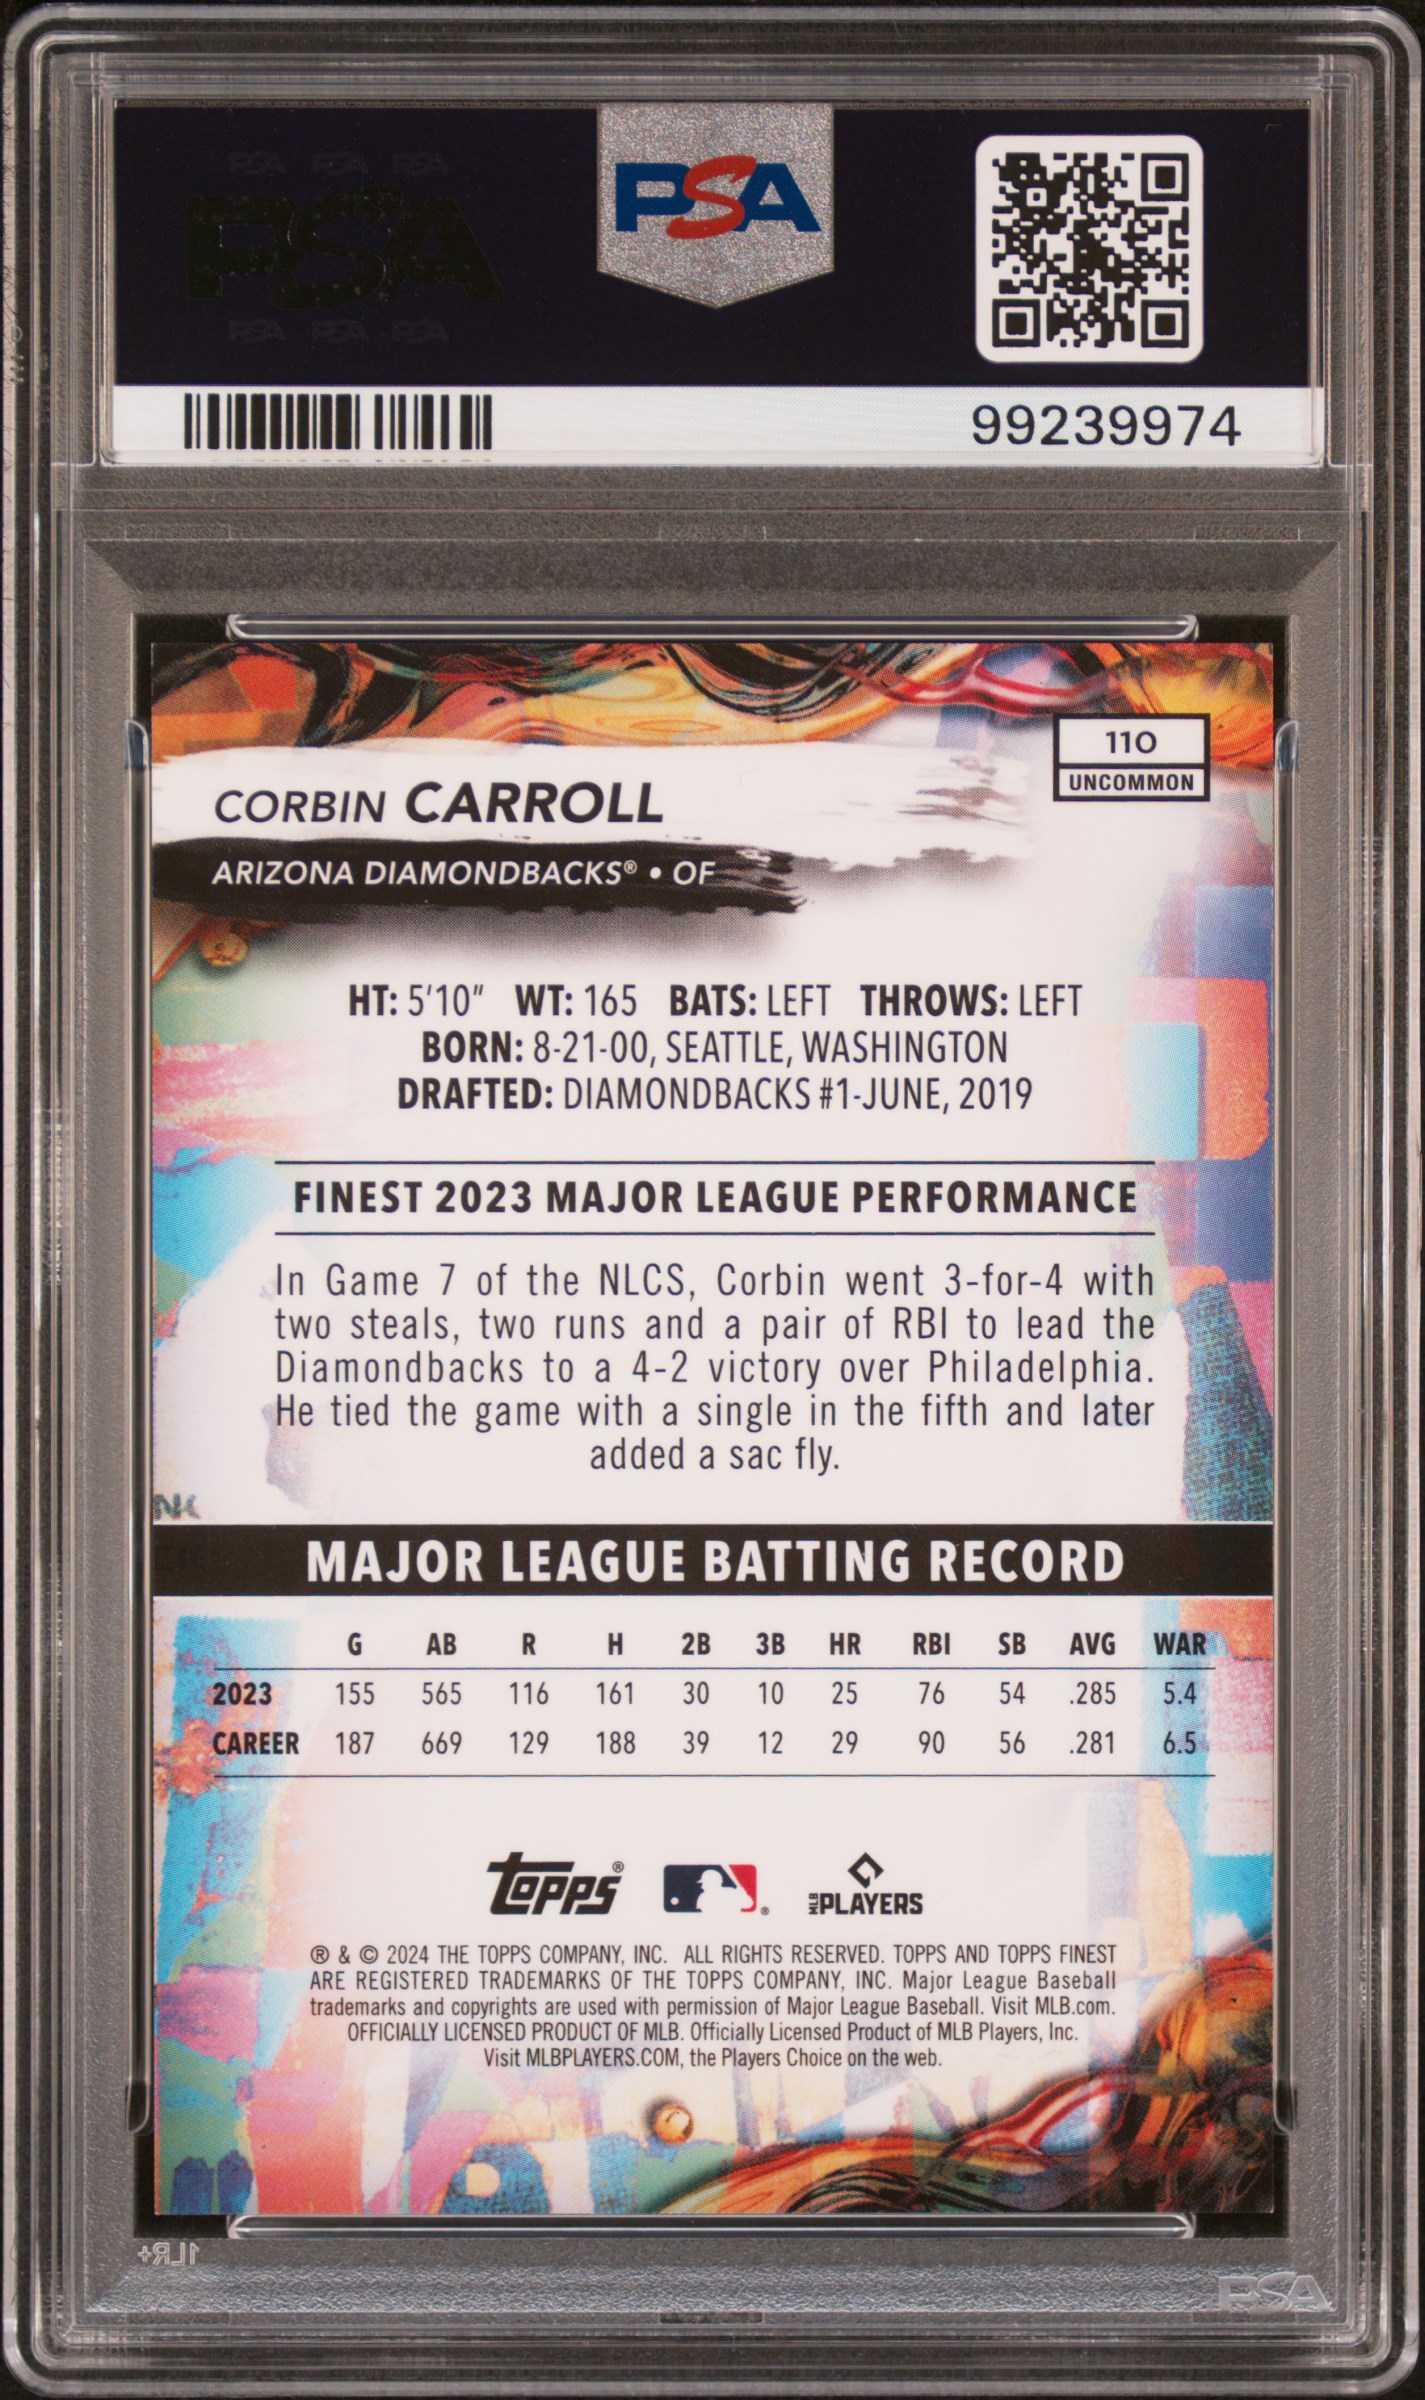 PSA PSA PSA
PSA
PSA PSA PSA
PSA
99239974
110
UNCOMMON
CORBIN CARROLL
ARIZONA DIAMONDBACKS® • OF
HT: 5'10" WT: 165 BATS: LEFT THROWS: LEFT
BORN: 8-21-00, SEATTLE, WASHINGTON
DRAFTED: DIAMONDBACKS #1-JUNE, 2019
FINEST 2023 MAJOR LEAGUE PERFORMANCE
In Game 7 of the NLCS, Corbin went 3-for-4 with
two steals, two runs and a pair of RBI to lead the
Diamondbacks to a 4-2 victory over Philadelphia.
He tied the game with a single in the fifth and later
added a sac fly.
MAJOR LEAGUE BATTING RECORD
G AB R H 2B 3B HR RBI SB AVG WAR
2023 155 565 116 161 30 10 25 76 54 .285 5.4
CAREER 187 669 129 188 39 12 29 90 56 .281 6.5
Topps® ® MLB PLAYERS
® & © 2024 THE TOPPS COMPANY, INC. ALL RIGHTS RESERVED. TOPPS AND TOPPS FINEST
ARE REGISTERED TRADEMARKS OF THE TOPPS COMPANY, INC. Major League Baseball
trademarks and copyrights are used with permission of Major League Baseball. Visit MLB.com.
OFFICIALLY LICENSED PRODUCT OF MLB. Officially Licensed Product of MLB Players, Inc.
Visit MLBPLAYERS.COM, the Players Choice on the web.
1LR+
PSA